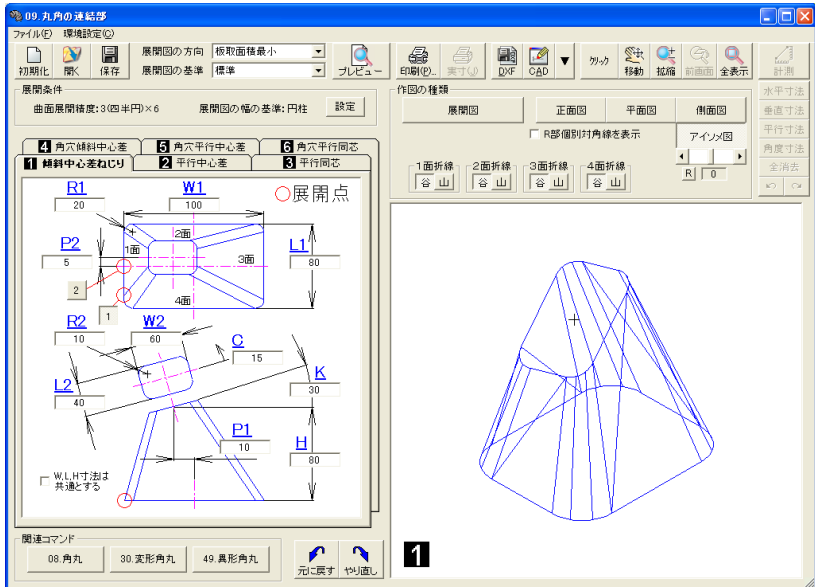 09.丸角の連結部
ファイル(F) 環境設定(C)
初期化 開く 保存
展開図の方向 板取面積最小
展開図の基準 標準
プレビュー 印刷(P).. 実寸(J) DXF CAD ▼ クリック 移動 拡縮 前画面 全表示 計測
展開条件
曲面展開精度:3(四半円)×6 展開図の幅の基準:円柱 設定
4 角穴傾斜中心差 5 角穴平行中心差 6 角穴平行同芯
1 傾斜中心差ねじり 2 平行中心差 3 平行同芯
R1 20
W1 100
○展開点
P2 5
1面 2面 3面 4面
L1 80
2
1
R2 10
W2 60
C 15
L2 40
K 30
P1 10
H 80
W,L,H寸法は
共通とする
関連コマンド
08.角丸 30.変形角丸 49.異形角丸
元に戻す やり直し
作図の種類
展開図 正面図 平面図 側面図
R部個別対角線を表示 アイソメ図
1面折線 2面折線 3面折線 4面折線
谷 山 谷 山 谷 山 谷 山
R 0
水平寸法
垂直寸法
平行寸法
角度寸法
全消去
1